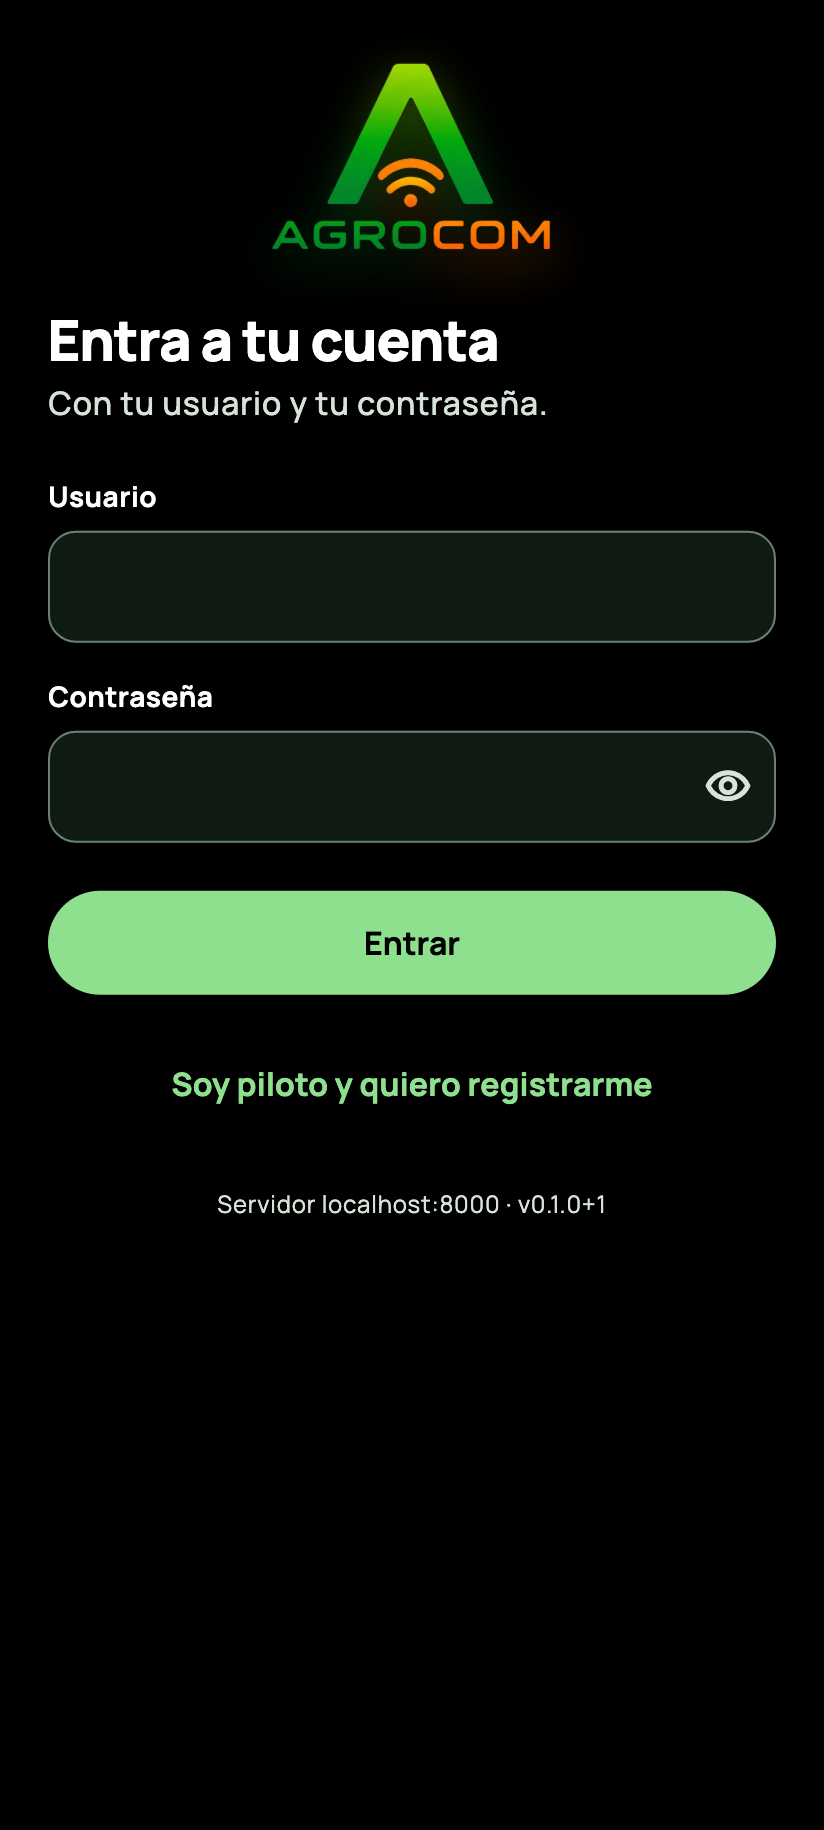 AGROCOM
Entra a tu cuenta
Con tu usuario y tu contraseña.
Usuario
Contraseña
Entrar
Soy piloto y quiero registrarme
Servidor localhost:8000 · v0.1.0+1